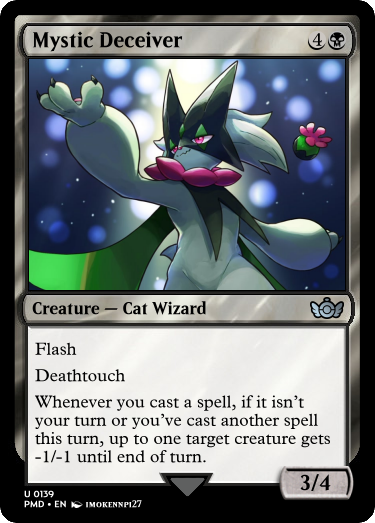 Mystic Deceiver 4
Creature — Cat Wizard
Flash
Deathtouch
Whenever you cast a spell, if it isn't
your turn or you've cast another spell
this turn, up to one target creature gets
-1/-1 until end of turn.
3/4
U 0139
PMD • EN IMOKENNPI27